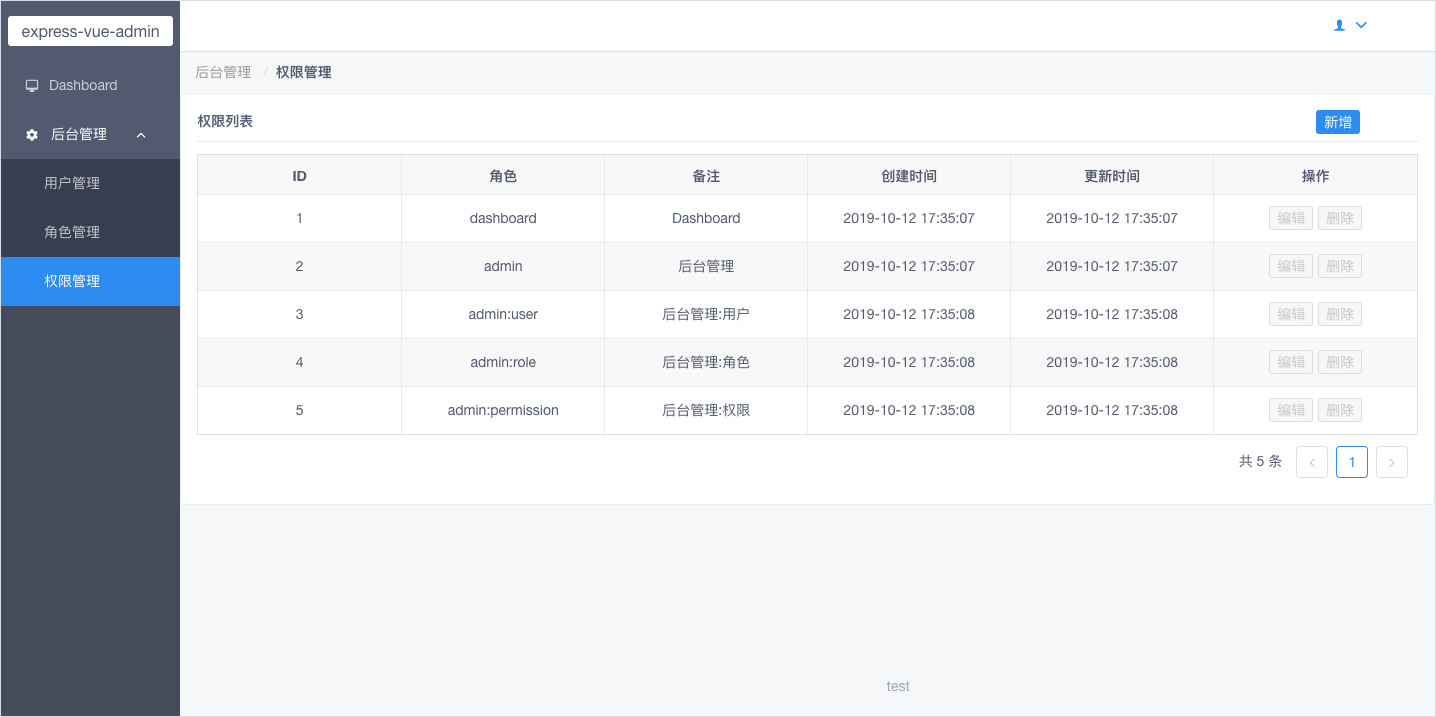 express-vue-admin
Dashboard
后台管理
用户管理
角色管理
权限管理
后台管理 / 权限管理
权限列表 新增
ID 角色 备注 创建时间 更新时间 操作
1 dashboard Dashboard 2019-10-12 17:35:07 2019-10-12 17:35:07 编辑 删除
2 admin 后台管理 2019-10-12 17:35:07 2019-10-12 17:35:07 编辑 删除
3 admin:user 后台管理:用户 2019-10-12 17:35:08 2019-10-12 17:35:08 编辑 删除
4 admin:role 后台管理:角色 2019-10-12 17:35:08 2019-10-12 17:35:08 编辑 删除
5 admin:permission 后台管理:权限 2019-10-12 17:35:08 2019-10-12 17:35:08 编辑 删除
共 5 条 1
test